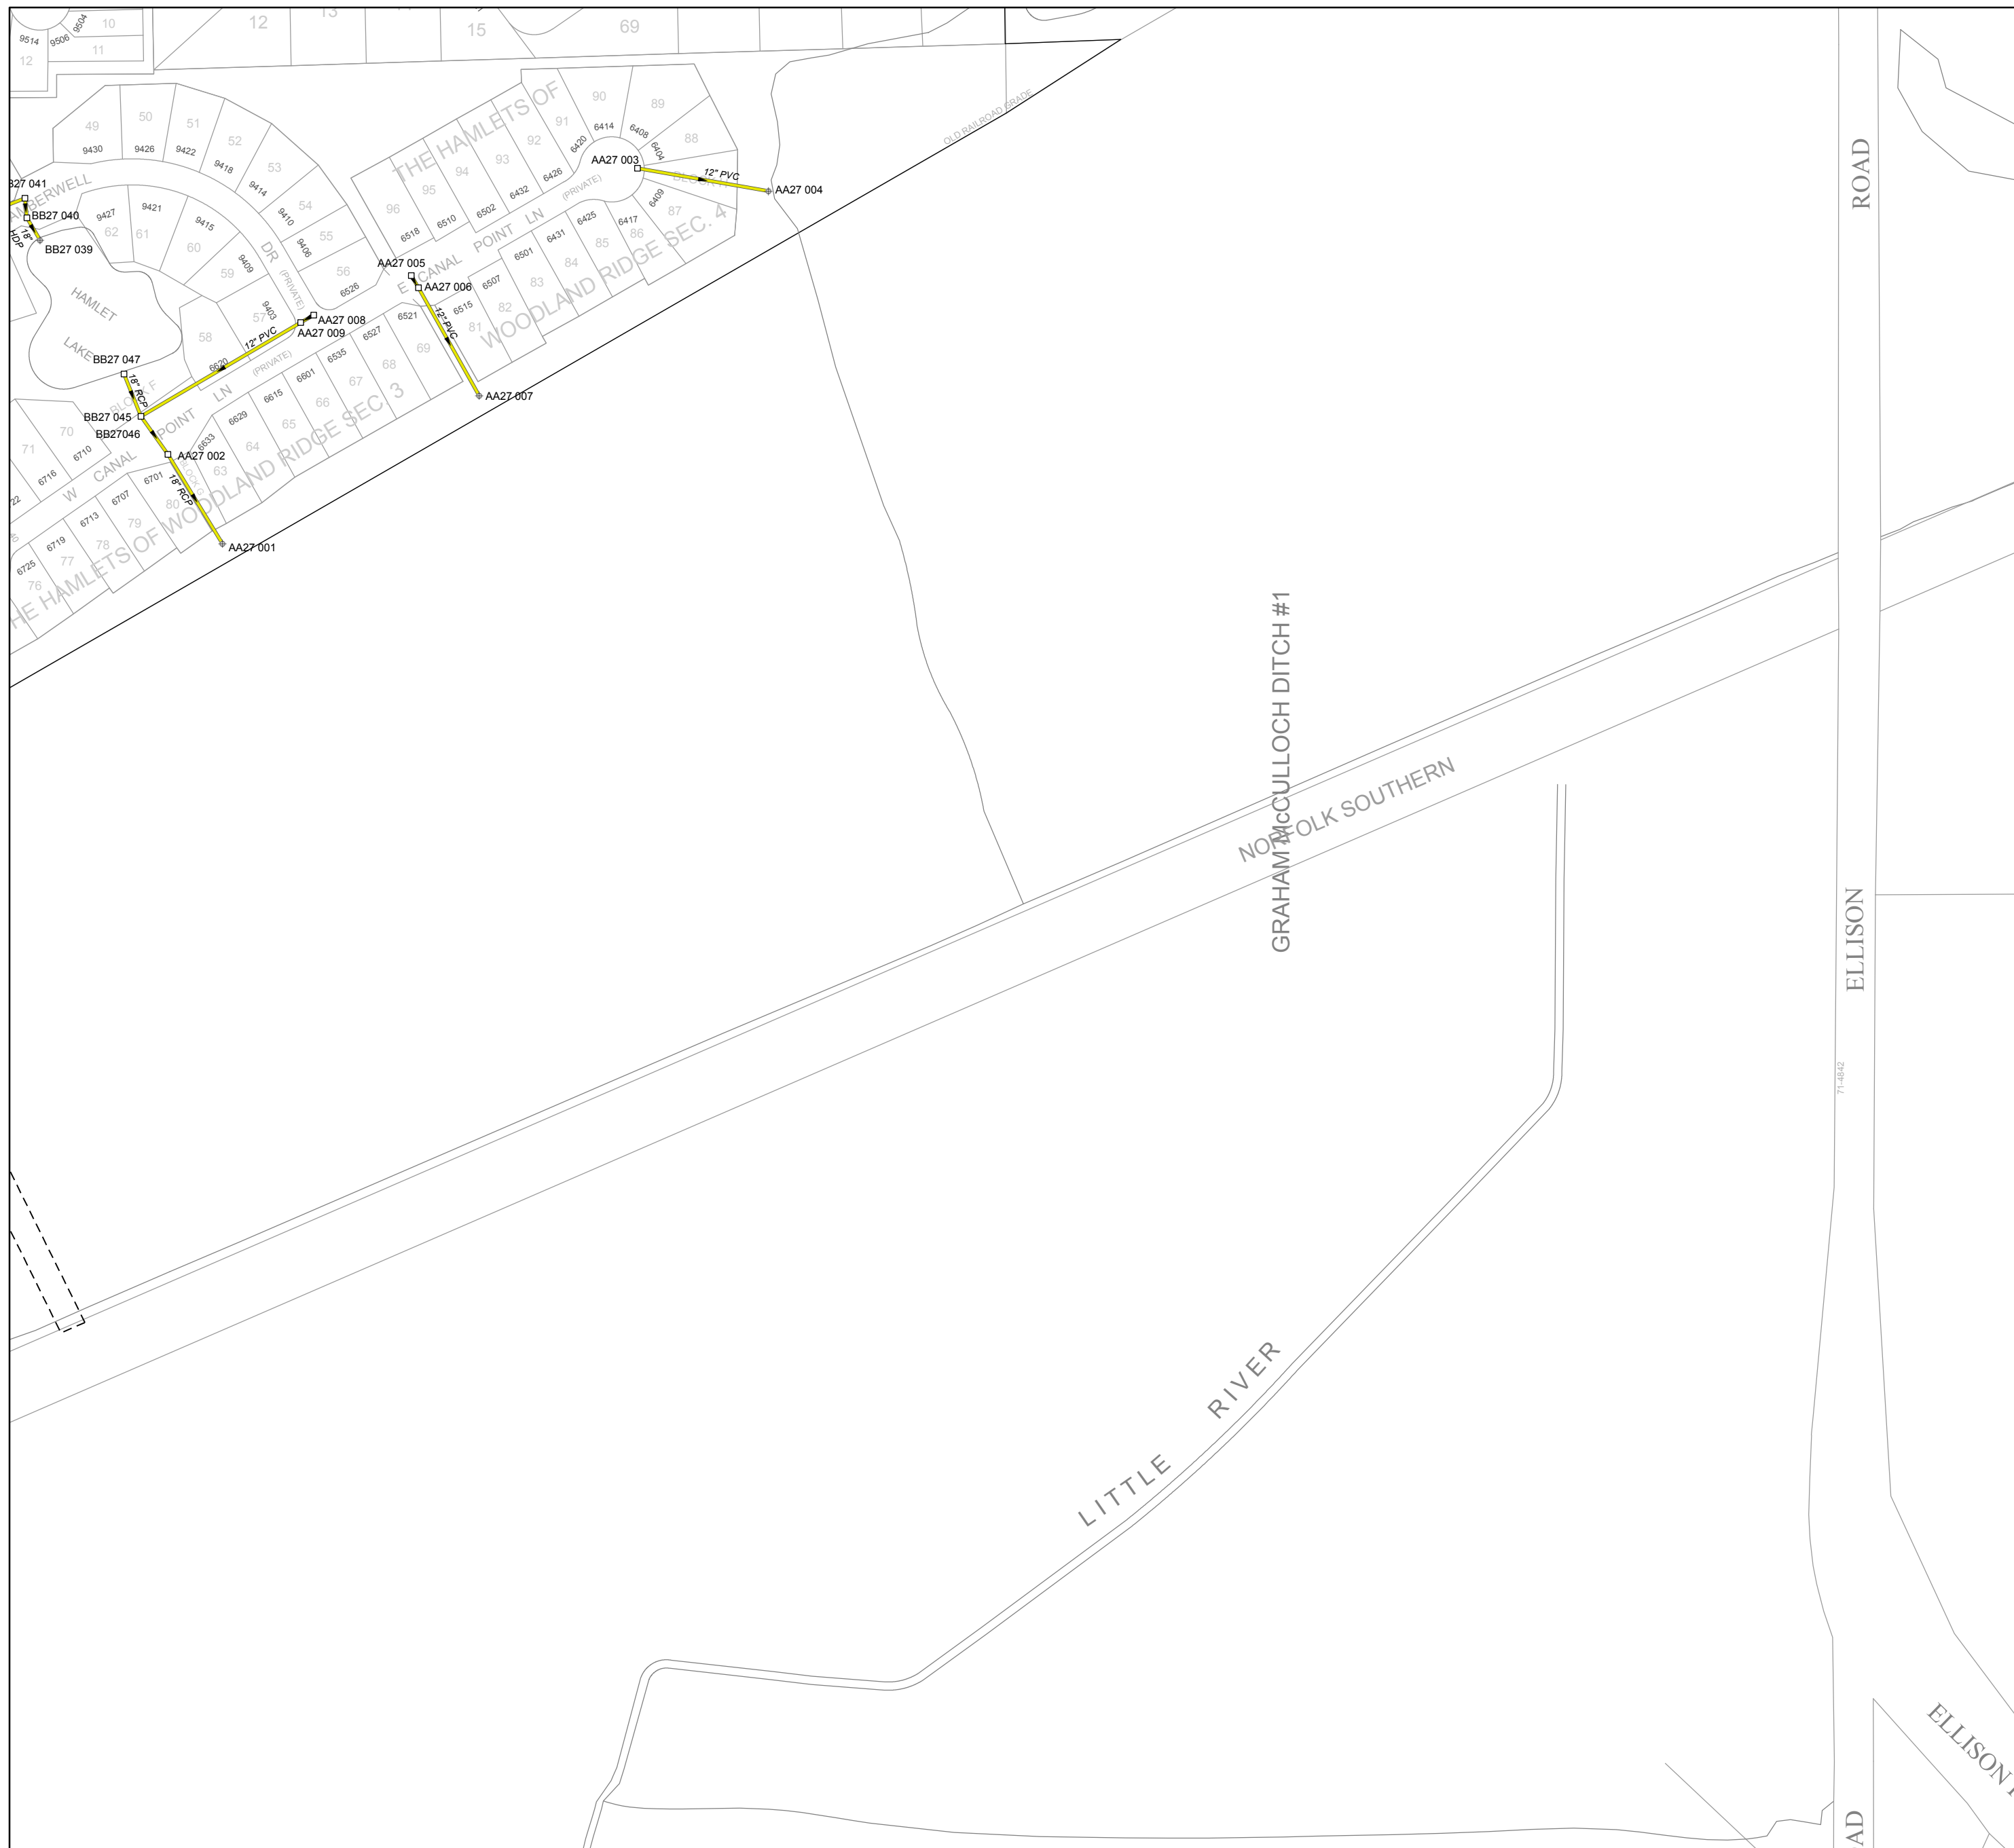 9514
9506
9504
10
11
12
12
13
15
69
49
50
51
52
53
54
55
56
9430
9426
9422
9418
9414
9410
9406
6526
THE HAMLETS OF
WOODLAND RIDGE SEC. 4
96
95
94
93
92
91
90
89
88
87
86
85
84
83
82
81
6518
6510
6502
6432
6426
6420
6414
6408
6404
6409
6417
6425
6431
6501
6507
6515
AA27 003
12" PVC
AA27 004
(PRIVATE)
E CANAL POINT LN
OLD RAILROAD GRADE
BB27 040
18"
HDP
BB27 039
9427
9421
9415
9409
9403
62
61
60
59
57
58
DR
(PRIVATE)
HAMLET
LAKE
AA27 005
AA27 006
12" PVC
AA27 007
AA27 008
AA27 009
12" PVC
6620
BB27 047
18" RCP
BLOCK F
BB27 045
BB27046
AA27 002
18" RCP
BLOCK G
AA27 001
W CANAL POINT LN
(PRIVATE)
6521
6527
6535
6601
6615
6629
6633
69
68
67
66
65
64
63
71
70
6710
6716
6701
6707
6713
6719
6725
80
79
78
77
76
HE HAMLETS OF WOODLAND RIDGE SEC. 3
ROAD
ELLISON
71-4842
GRAHAM McCULLOCH DITCH #1
NORFOLK SOUTHERN
LITTLE RIVER
ELLISON
AD